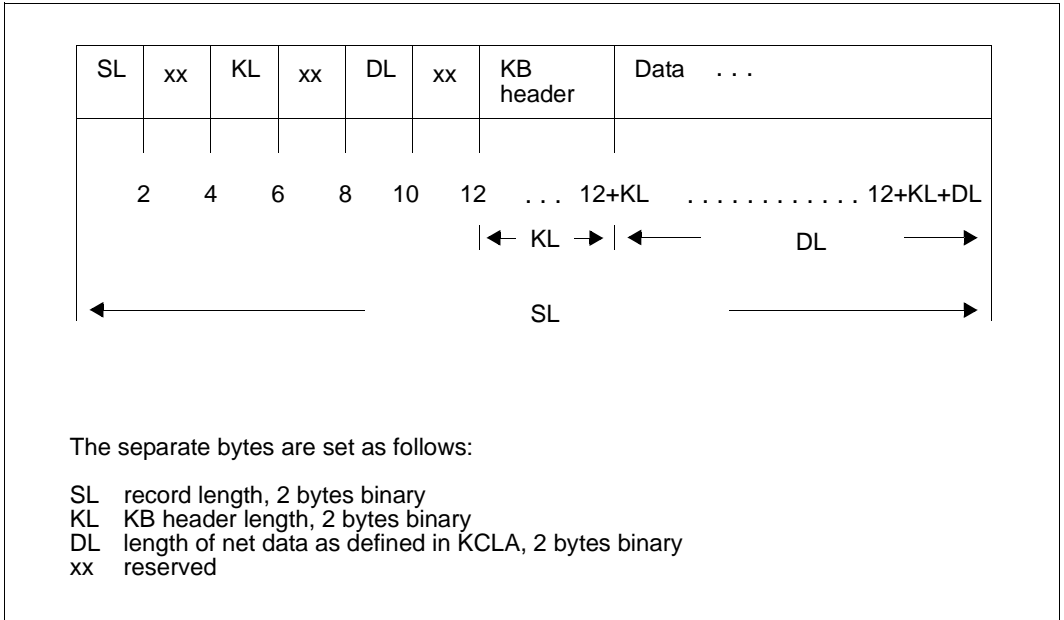 SL xx KL xx DL xx KB header Data . . .
2 4 6 8 10 12 . . . 12+KL . . . . . . . . . . . . . 12+KL+DL
KL DL
SL
The separate bytes are set as follows:
SL record length, 2 bytes binary
KL KB header length, 2 bytes binary
DL length of net data as defined in KCLA, 2 bytes binary
xx reserved